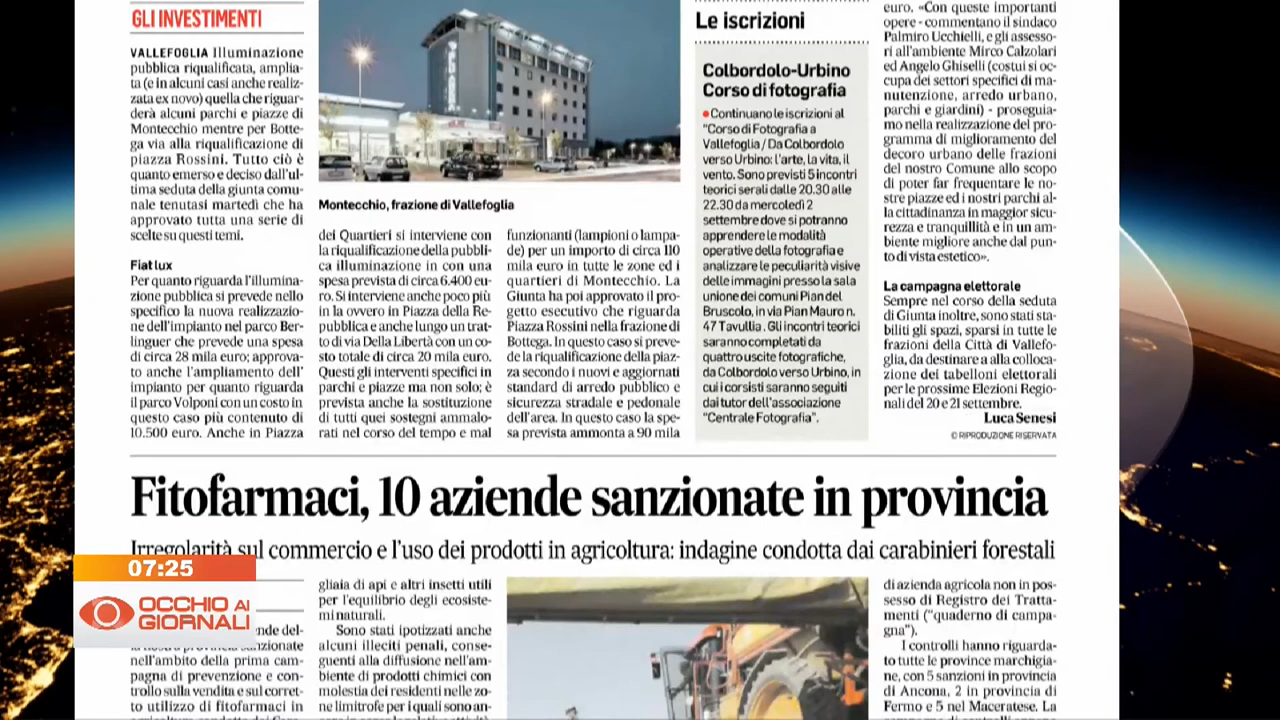 GLI INVESTIMENTI
VALLEFOGLIA Illuminazione
pubblica riqualificata, amplia-
ta (e in alcuni casi anche realiz-
zata ex novo) quella che riguar-
derà alcuni parchi e piazze di
Montecchio mentre per Botte-
ga via alla riqualificazione di
piazza Rossini. Tutto ciò è
quanto emerso e deciso dall'ul-
tima seduta della giunta comu-
nale tenutasi martedì che ha
approvato tutta una serie di
scelte su questi temi.
Fiat lux
Per quanto riguarda l'illumina-
zione pubblica si prevede nello
specifico la nuova realizzazio-
ne dell'impianto nel parco Ber-
linguer che prevede una spesa
di circa 28 mila euro; approva-
to anche l'ampliamento dell'
impianto per quanto riguarda
il parco Volponi con un costo in
questo caso più contenuto di
10.500 euro. Anche in Piazza
Montecchio, frazione di Vallefoglia
dei Quartieri si interviene con
la riqualificazione della pubbli-
ca illuminazione in con una
spesa prevista di circa 6.400 eu-
ro. Si interviene anche poco più
in la ovvero in Piazza della Re-
pubblica e anche lungo un trat-
to di via Della Libertà con un co-
sto totale di circa 20 mila euro.
Questi gli interventi specifici in
parchi e piazze ma non solo; è
prevista anche la sostituzione
di tutti quei sostegni ammalo-
rati nel corso del tempo e mal
funzionanti (lampioni o lampa-
de) per un importo di circa 110
mila euro in tutte le zone ed i
quartieri di Montecchio. La
Giunta ha poi approvato il pro-
getto esecutivo che riguarda
Piazza Rossini nella frazione di
Bottega. In questo caso si preve-
de la riqualificazione della piaz-
za secondo i nuovi e aggiornati
standard di arredo pubblico e
sicurezza stradale e pedonale
dell'area. In questo caso la spe-
sa prevista ammonta a 90 mila
Le iscrizioni
Colbordolo-Urbino
Corso di fotografia
● Continuano le iscrizioni al
"Corso di Fotografia a
Vallefoglia / Da Colbordolo
verso Urbino: l'arte, la vita, il
vento. Sono previsti 5 incontri
teorici serali dalle 20.30 alle
22.30 da mercoledì 2
settembre dove si potranno
apprendere le modalità
operative della fotografia e
analizzare le peculiarità visive
delle immagini presso la sala
unione dei comuni Pian del
Bruscolo, in via Pian Mauro n.
47 Tavullia . Gli incontri teorici
saranno completati da
quattro uscite fotografiche,
da Colbordolo verso Urbino, in
cui i corsisti saranno seguiti
dai tutor dell'associazione
"Centrale Fotografia".
euro. «Con queste importanti
opere - commentano il sindaco
Palmiro Ucchielli, e gli assesso-
ri all'ambiente Mirco Calzolari
ed Angelo Ghiselli (costui si oc-
cupa dei settori specifici di ma-
nutenzione, arredo urbano,
parchi e giardini) - proseguia-
mo nella realizzazione del pro-
gramma di miglioramento del
decoro urbano delle frazioni
del nostro Comune allo scopo
di poter far frequentare le no-
stre piazze ed i nostri parchi al-
la cittadinanza in maggior sicu-
rezza e tranquillità e in un am-
biente migliore anche dal pun-
to di vista estetico».
La campagna elettorale
Sempre nel corso della seduta
di Giunta inoltre, sono stati sta-
biliti gli spazi, sparsi in tutte le
frazioni della Città di Vallefo-
glia, da destinare a alla colloca-
zione dei tabelloni elettorali
per le prossime Elezioni Regio-
nali del 20 e 21 settembre.
Luca Senesi
© RIPRODUZIONE RISERVATA
Fitofarmaci, 10 aziende sanzionate in provincia
Irregolarità sul commercio e l'uso dei prodotti in agricoltura: indagine condotta dai carabinieri forestali
07:25
OCCHIO AI
GIORNALI
nde del-
la nostra provincia sanzionate
nell'ambito della prima cam-
pagna di prevenzione e con-
trollo sulla vendita e sul corret-
to utilizzo di fitofarmaci in
gliaia di api e altri insetti utili
per l'equilibrio degli ecosiste-
mi naturali.
Sono stati ipotizzati anche
alcuni illeciti penali, conse-
guenti alla diffusione nell'am-
biente di prodotti chimici con
molestia dei residenti nelle zo-
ne limitrofe per i quali sono an-
di azienda agricola non in pos-
sesso di Registro dei Tratta-
menti ("quaderno di campa-
gna").
I controlli hanno riguarda-
to tutte le province marchigia-
ne, con 5 sanzioni in provincia
di Ancona, 2 in provincia di
Fermo e 5 nel Maceratese. La